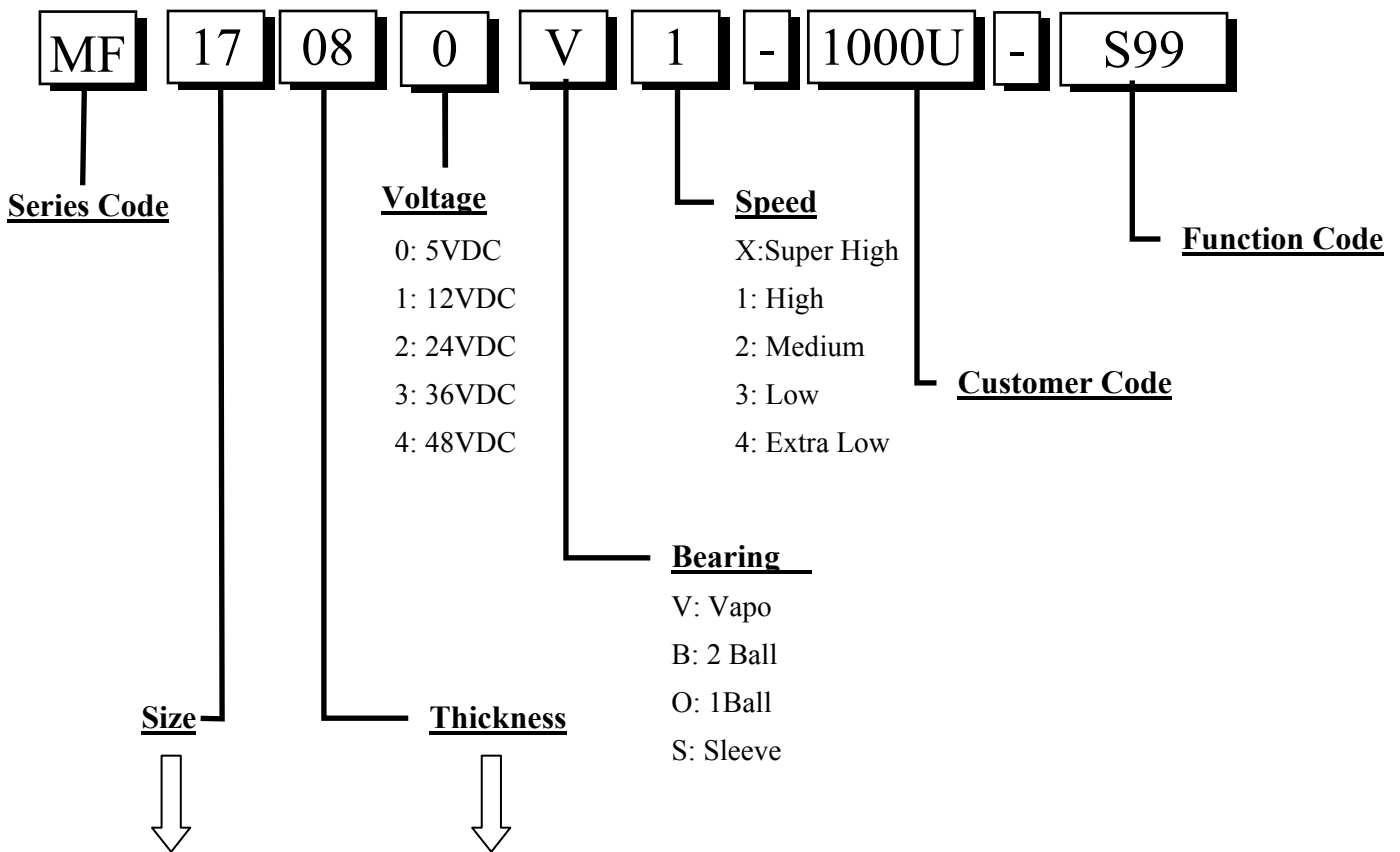 MF 17 08 0 V 1 - 1000U - S99
Series Code
Voltage
0: 5VDC
1: 12VDC
2: 24VDC
3: 36VDC
4: 48VDC
Speed
X:Super High
1: High
2: Medium
3: Low
4: Extra Low
Function Code
Customer Code
Bearing
V: Vapo
B: 2 Ball
O: 1Ball
S: Sleeve
Size
Thickness